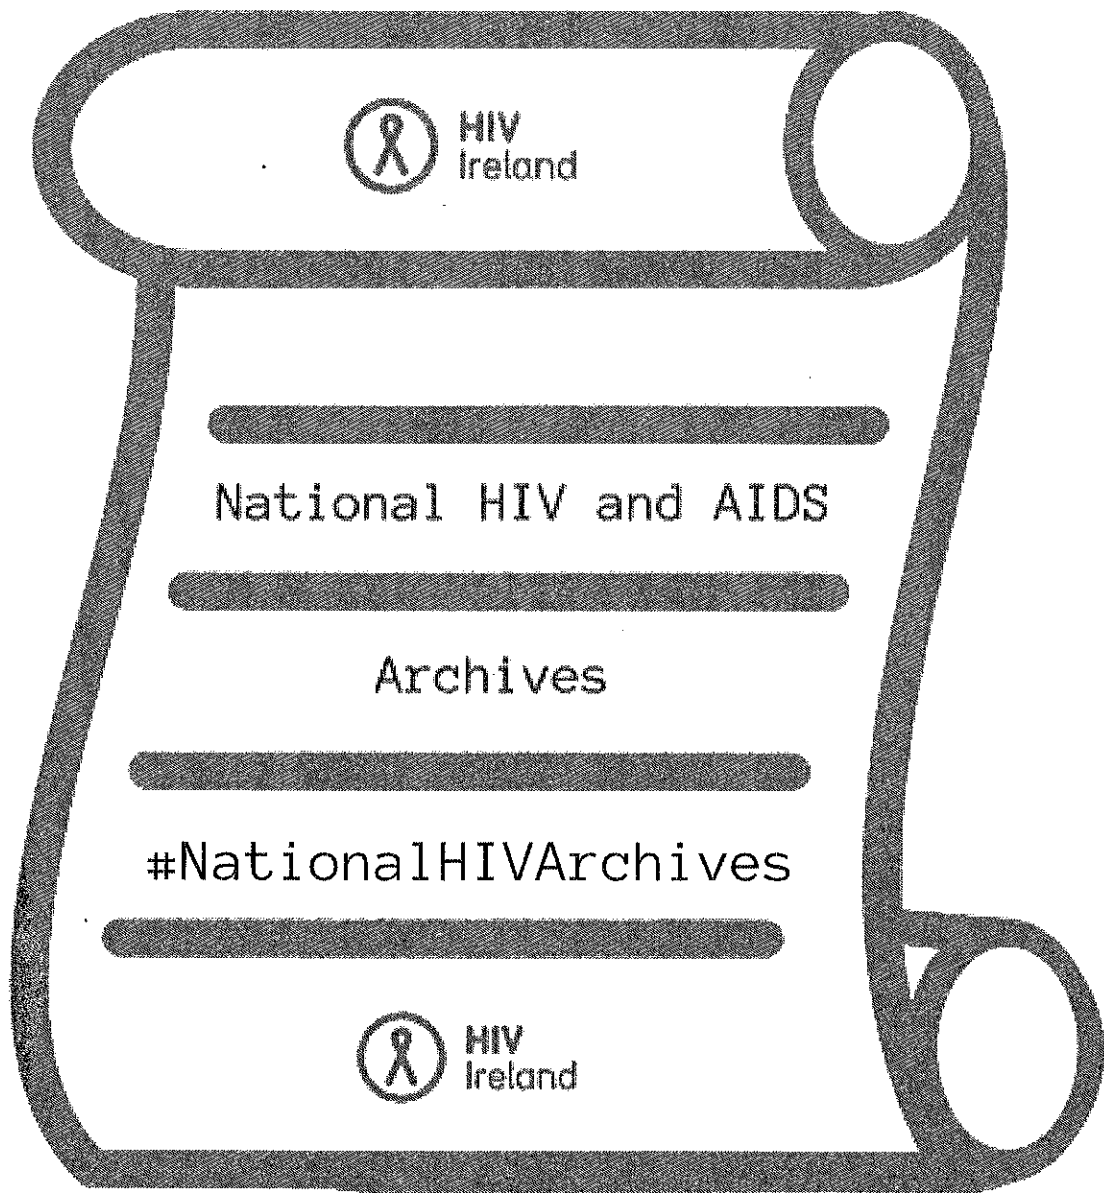 HIV
Ireland
National HIV and AIDS
Archives
#NationalHIVArchives
HIV
Ireland